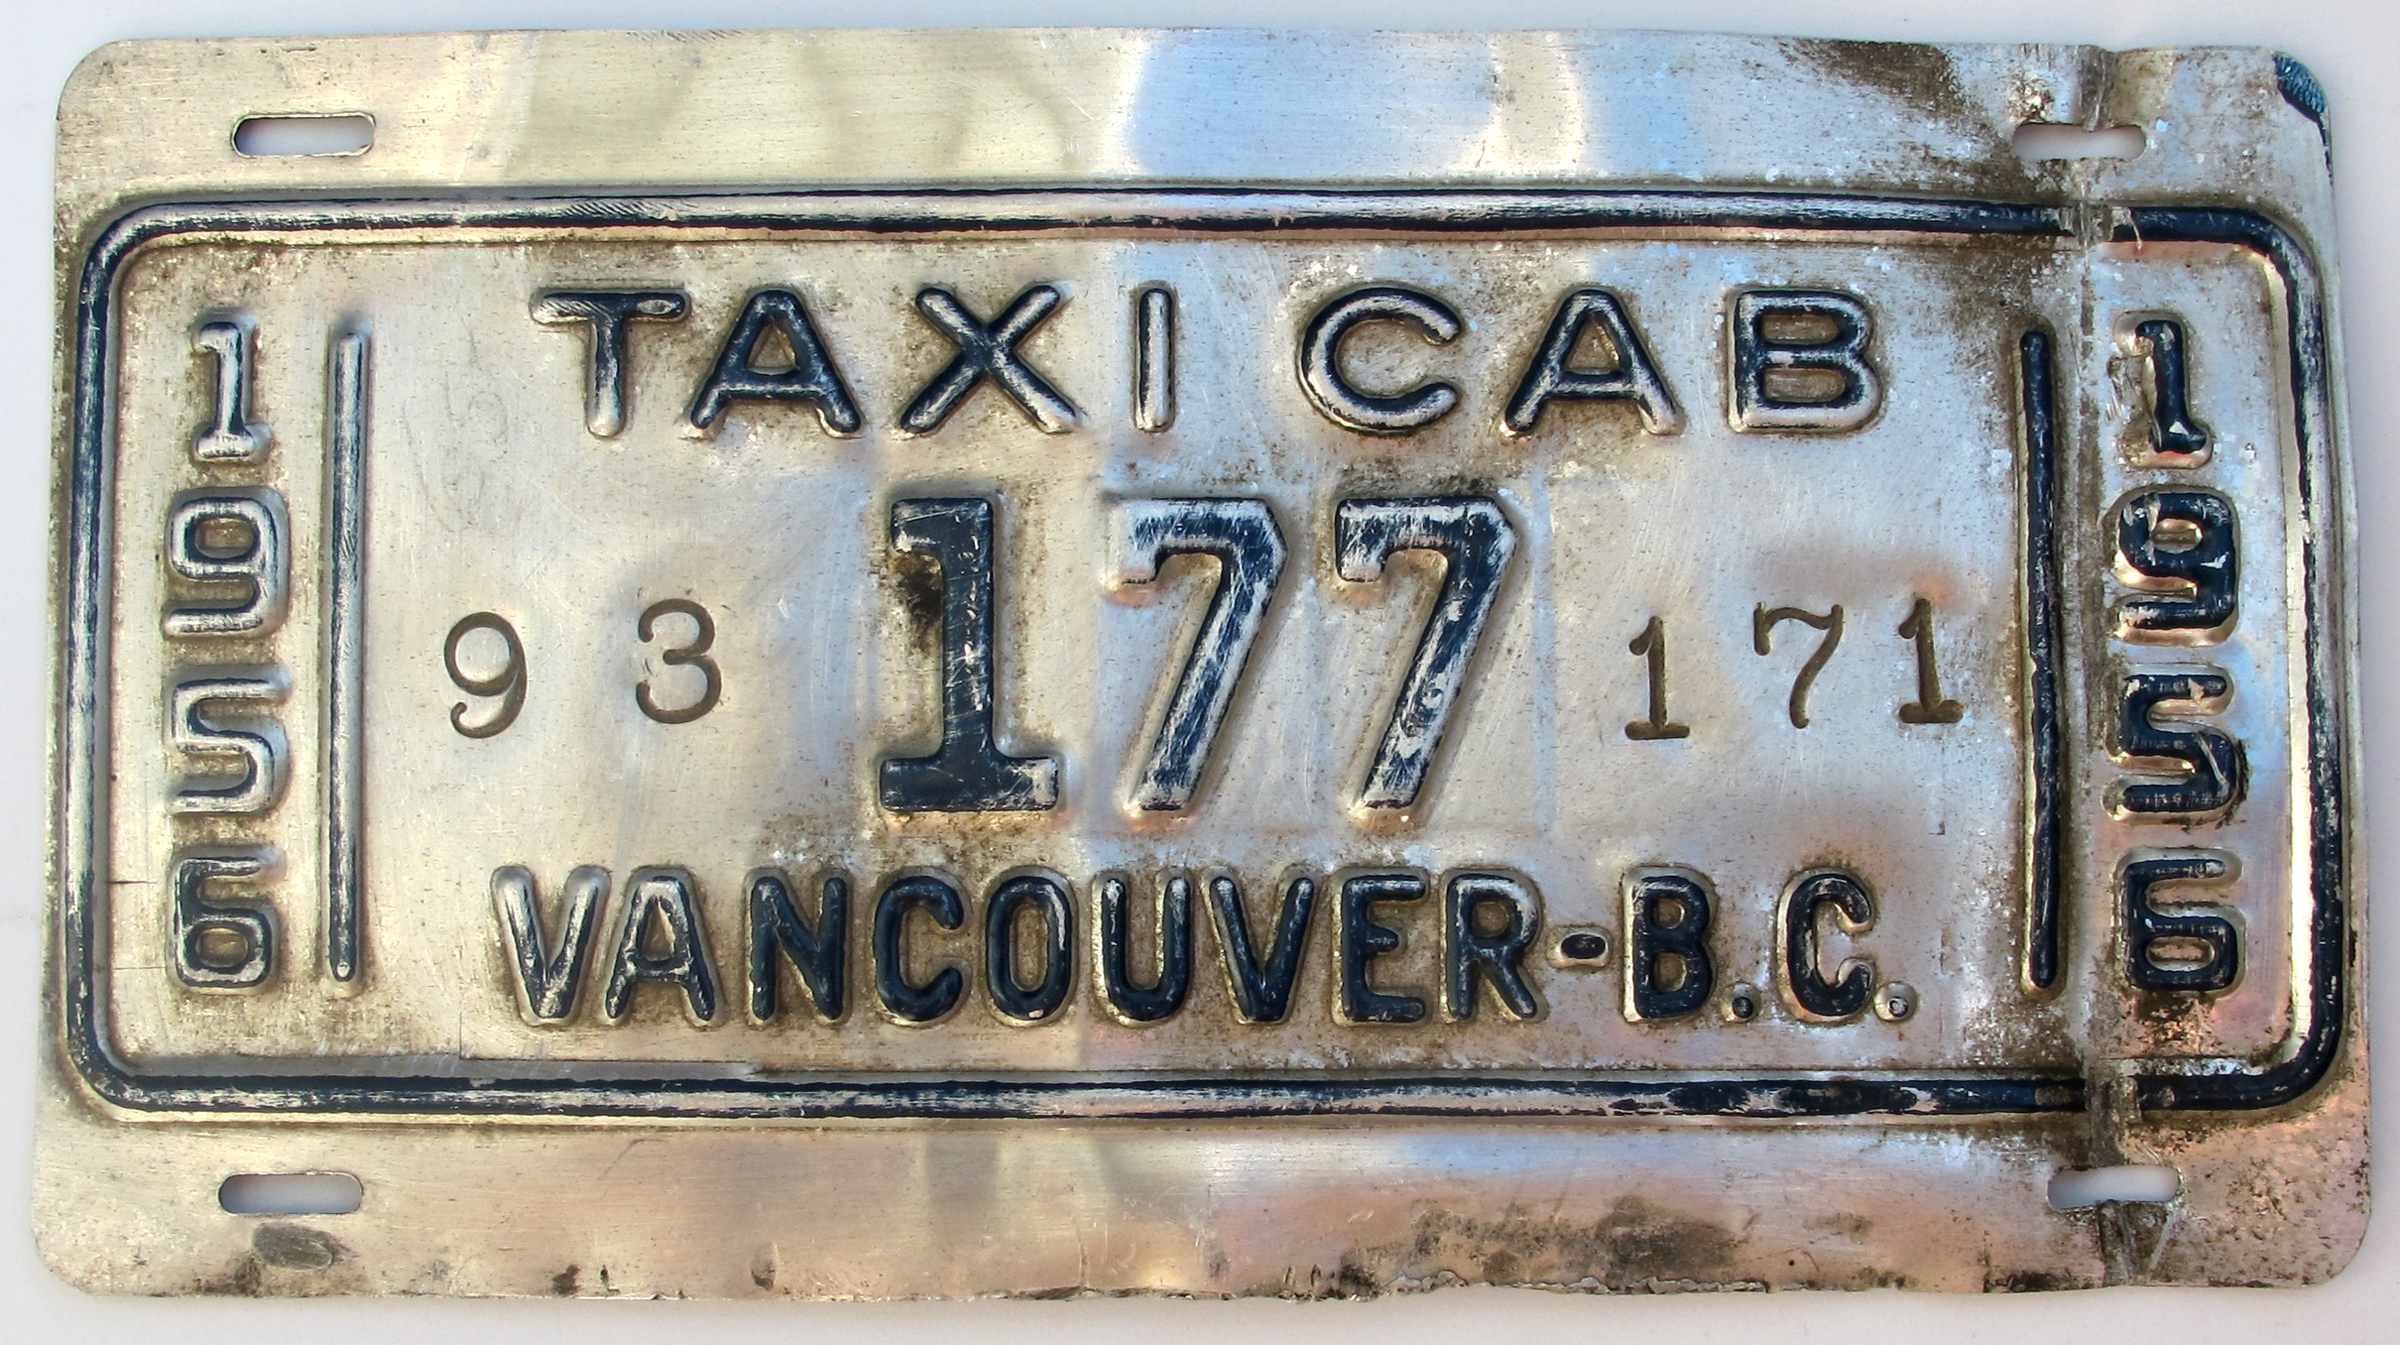 TAXI CAB
1956
93 177 171
1956
VANCOUVER-B.C.